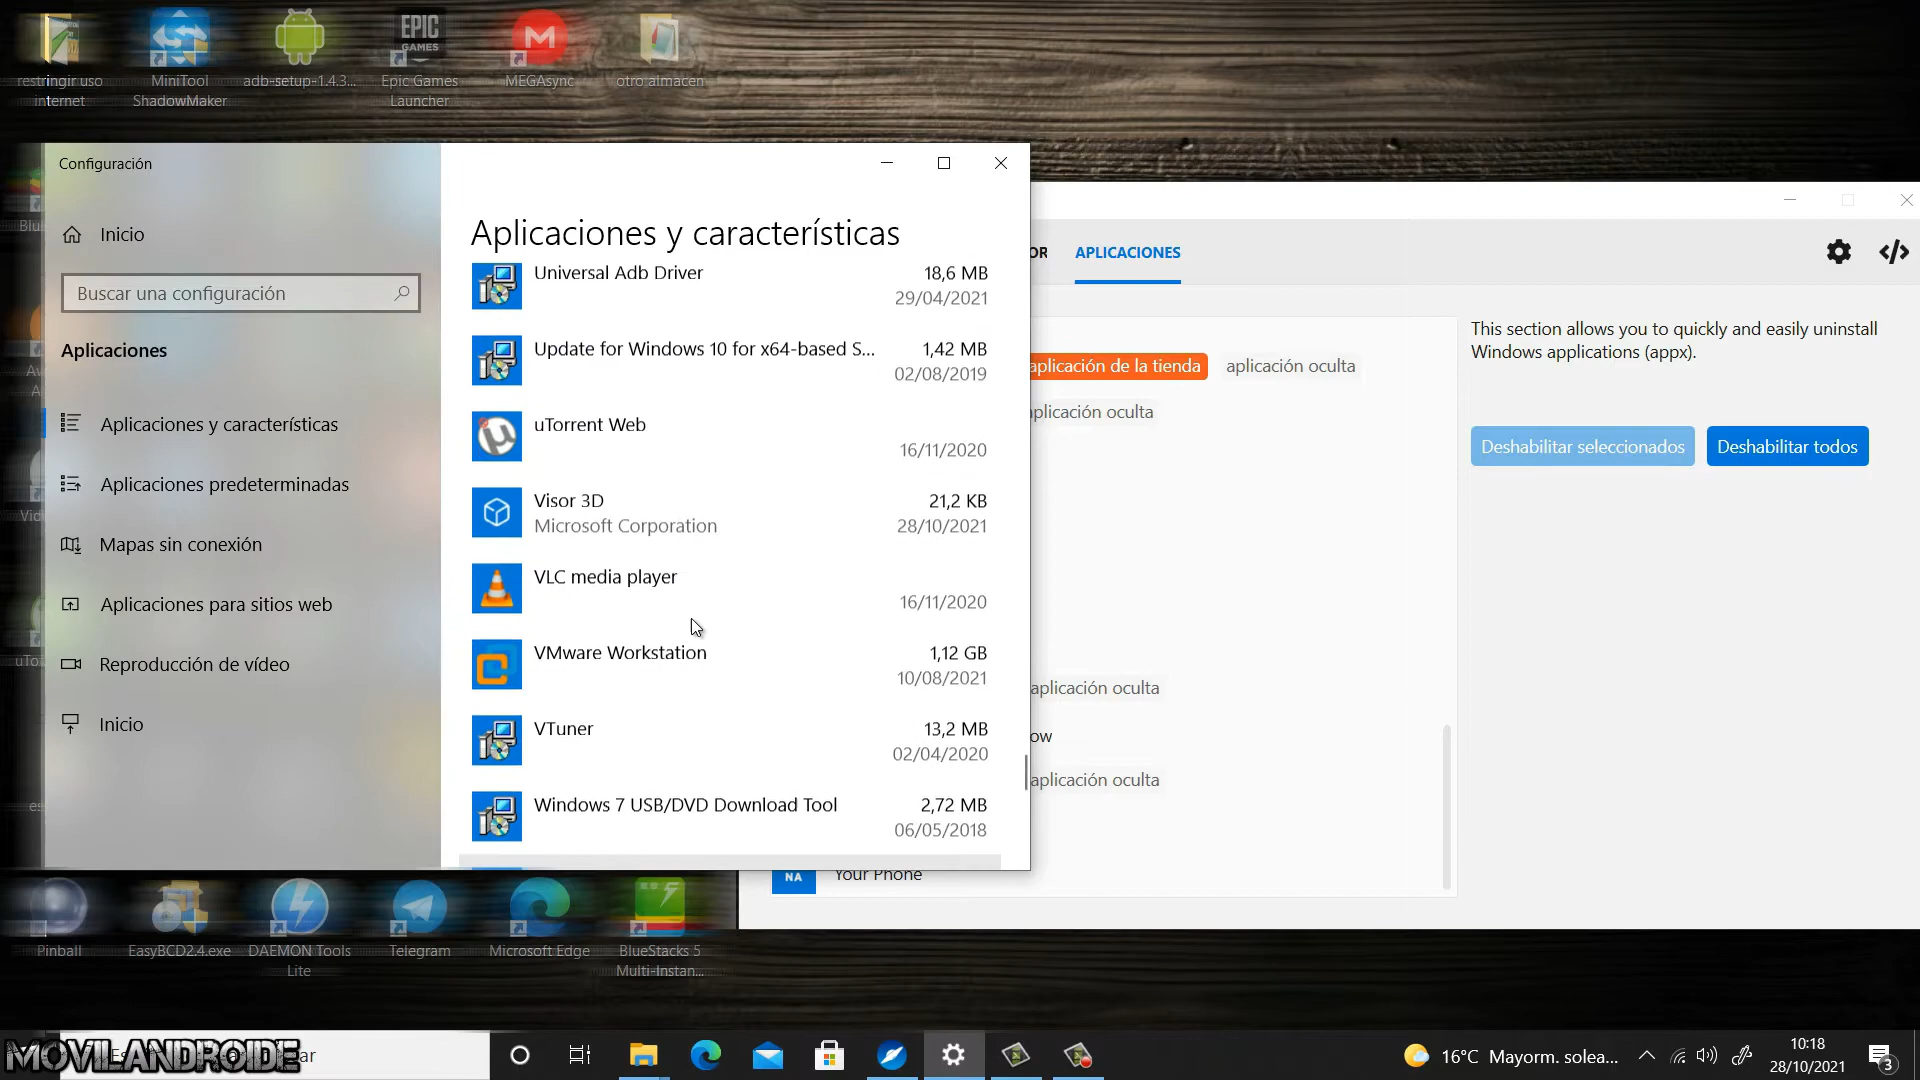 restringir uso
internet
MiniTool
ShadowMaker
adb-setup-1.4.3...
EPIC
GAMES
Epic Games
Launcher
M
MEGAsync
otro almacen
Configuración
Inicio
Buscar una configuración
Aplicaciones
Aplicaciones y características
Aplicaciones predeterminadas
Mapas sin conexión
Aplicaciones para sitios web
Reproducción de vídeo
Inicio
Aplicaciones y características
Universal Adb Driver
18,6 MB
29/04/2021
Update for Windows 10 for x64-based S...
1,42 MB
02/08/2019
uTorrent Web
16/11/2020
Visor 3D
21,2 KB
Microsoft Corporation
28/10/2021
VLC media player
16/11/2020
VMware Workstation
1,12 GB
10/08/2021
VTuner
13,2 MB
02/04/2020
Windows 7 USB/DVD Download Tool
2,72 MB
06/05/2018
OR
APLICACIONES
aplicación de la tienda
aplicación oculta
aplicación oculta
aplicación oculta
ow
aplicación oculta
NA
Your Phone
This section allows you to quickly and easily uninstall
Windows applications (appx).
Deshabilitar seleccionados
Deshabilitar todos
Pinball
EasyBCD2.4.exe
DAEMON Tools
Lite
Telegram
Microsoft Edge
BlueStacks 5
Multi-Instan...
MOVILANDROIDE
16°C Mayorm. solea...
10:18
28/10/2021
3